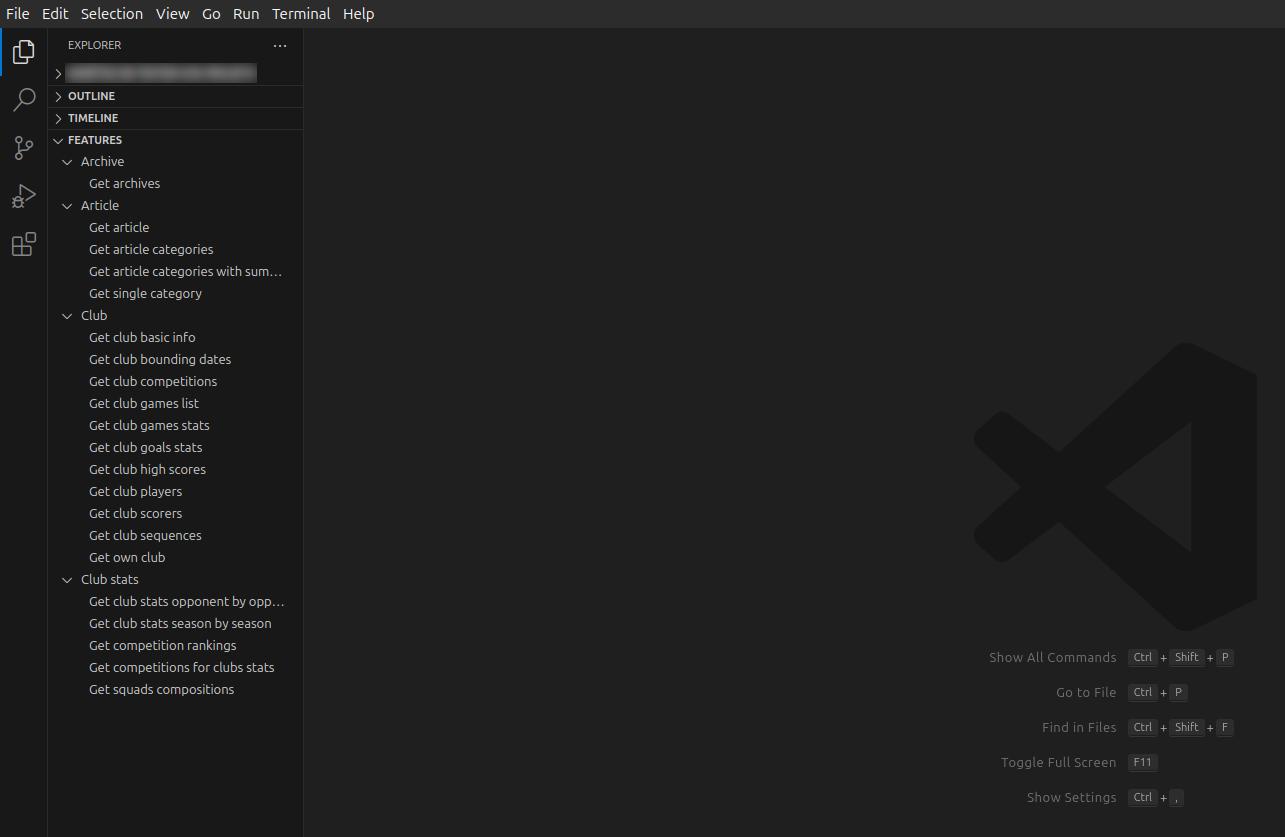 File Edit Selection View Go Run Terminal Help
EXPLORER ...
OUTLINE
TIMELINE
FEATURES
Archive
Get archives
Article
Get article
Get article categories
Get article categories with sum…
Get single category
Club
Get club basic info
Get club bounding dates
Get club competitions
Get club games list
Get club games stats
Get club goals stats
Get club high scores
Get club players
Get club scorers
Get club sequences
Get own club
Club stats
Get club stats opponent by opp…
Get club stats season by season
Get competition rankings
Get competitions for clubs stats
Get squads compositions
Show All Commands Ctrl + Shift + P
Go to File Ctrl + P
Find in Files Ctrl + Shift + F
Toggle Full Screen F11
Show Settings Ctrl + ,